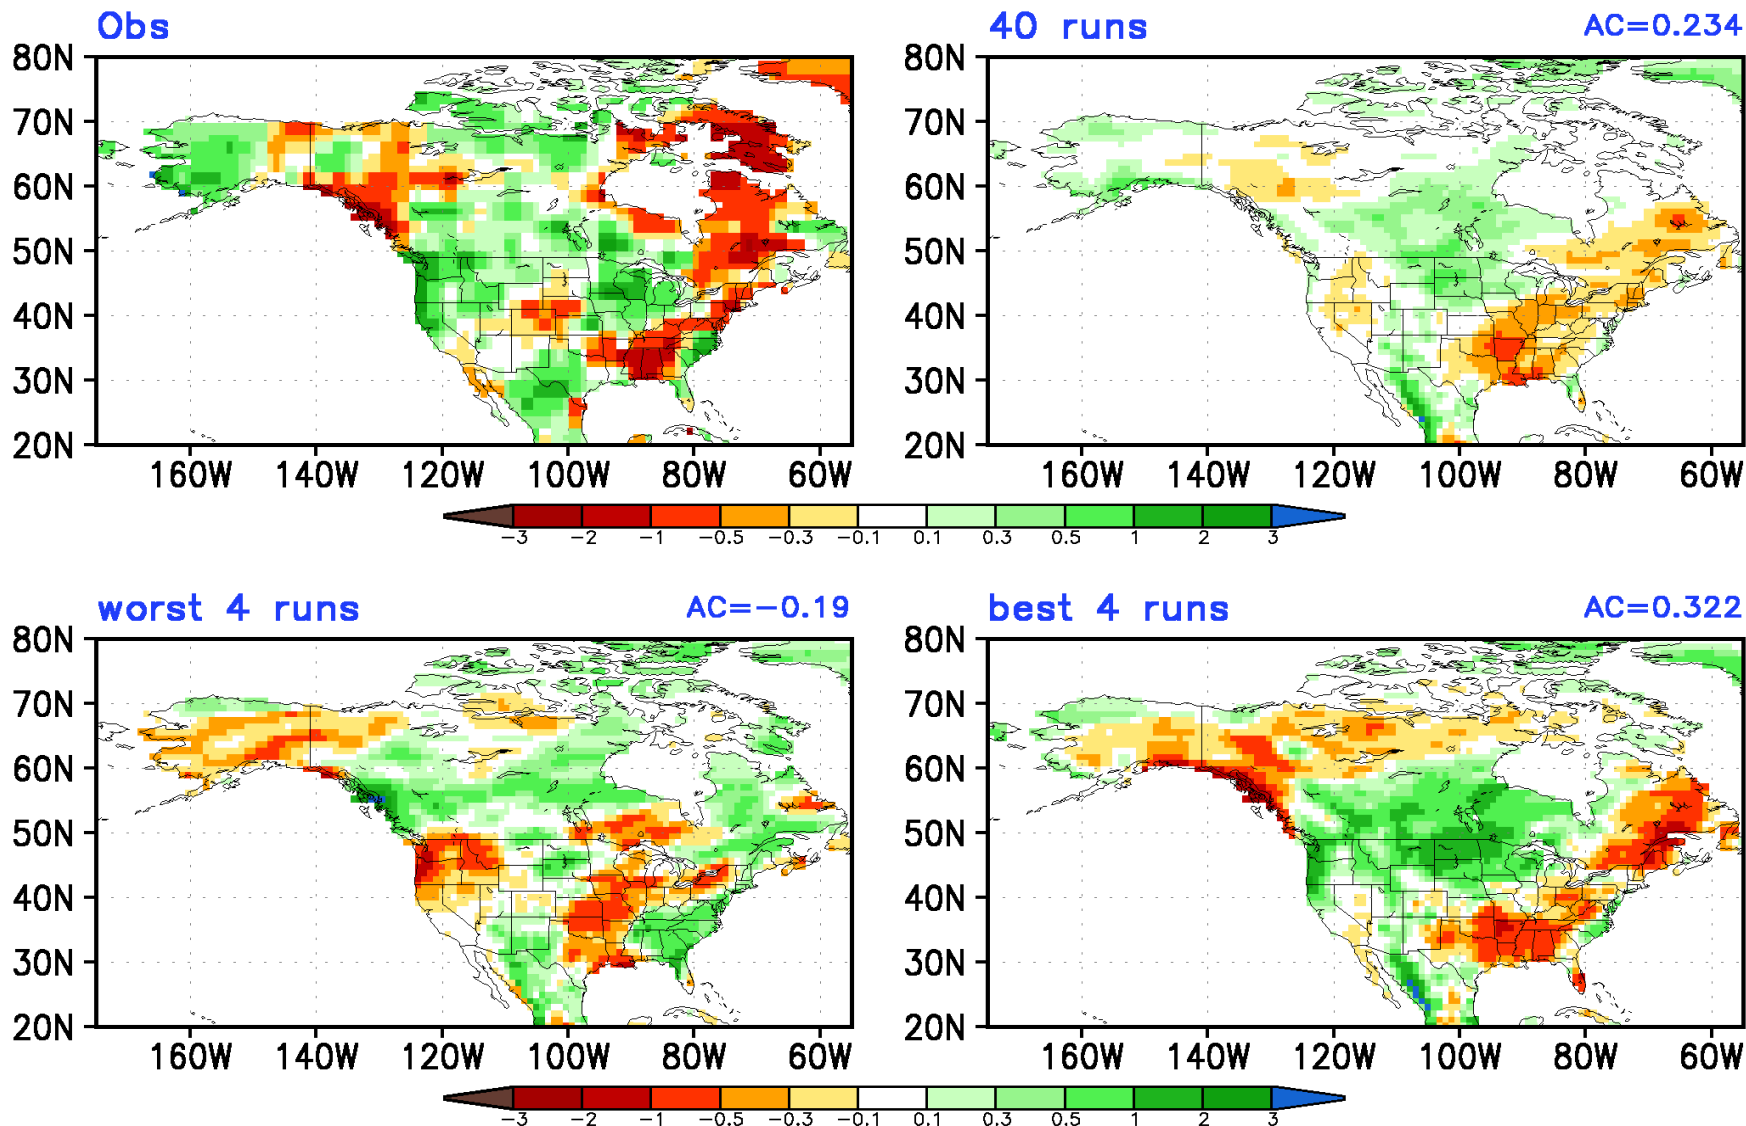 Obs
40 runs AC=0.234
80N 80N
70N 70N
60N 60N
50N 50N
40N 40N
30N 30N
20N 20N
160W 140W 120W 100W 80W 60W 160W 140W 120W 100W 80W 60W
-3 -2 -1 -0.5 -0.3 -0.1 0.1 0.3 0.5 1 2 3
worst 4 runs AC=-0.19
best 4 runs AC=0.322
80N 80N
70N 70N
60N 60N
50N 50N
40N 40N
30N 30N
20N 20N
160W 140W 120W 100W 80W 60W 160W 140W 120W 100W 80W 60W
-3 -2 -1 -0.5 -0.3 -0.1 0.1 0.3 0.5 1 2 3